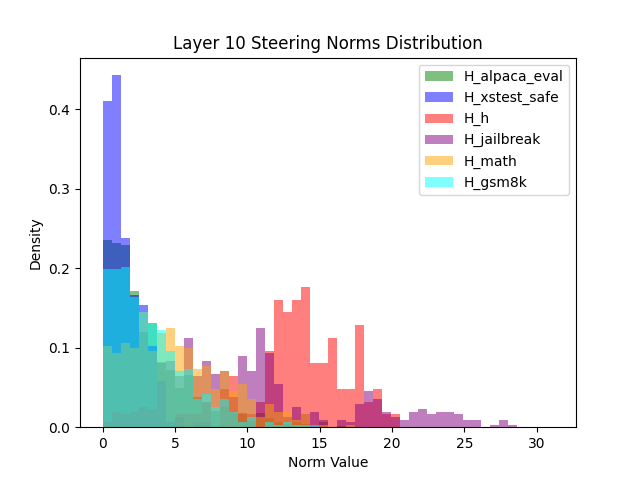 Layer 10 Steering Norms Distribution
H_alpaca_eval
H_xstest_safe
H_h
H_jailbreak
H_math
H_gsm8k
0.4
0.3
0.2
0.1
0.0
Density
0 5 10 15 20 25 30
Norm Value